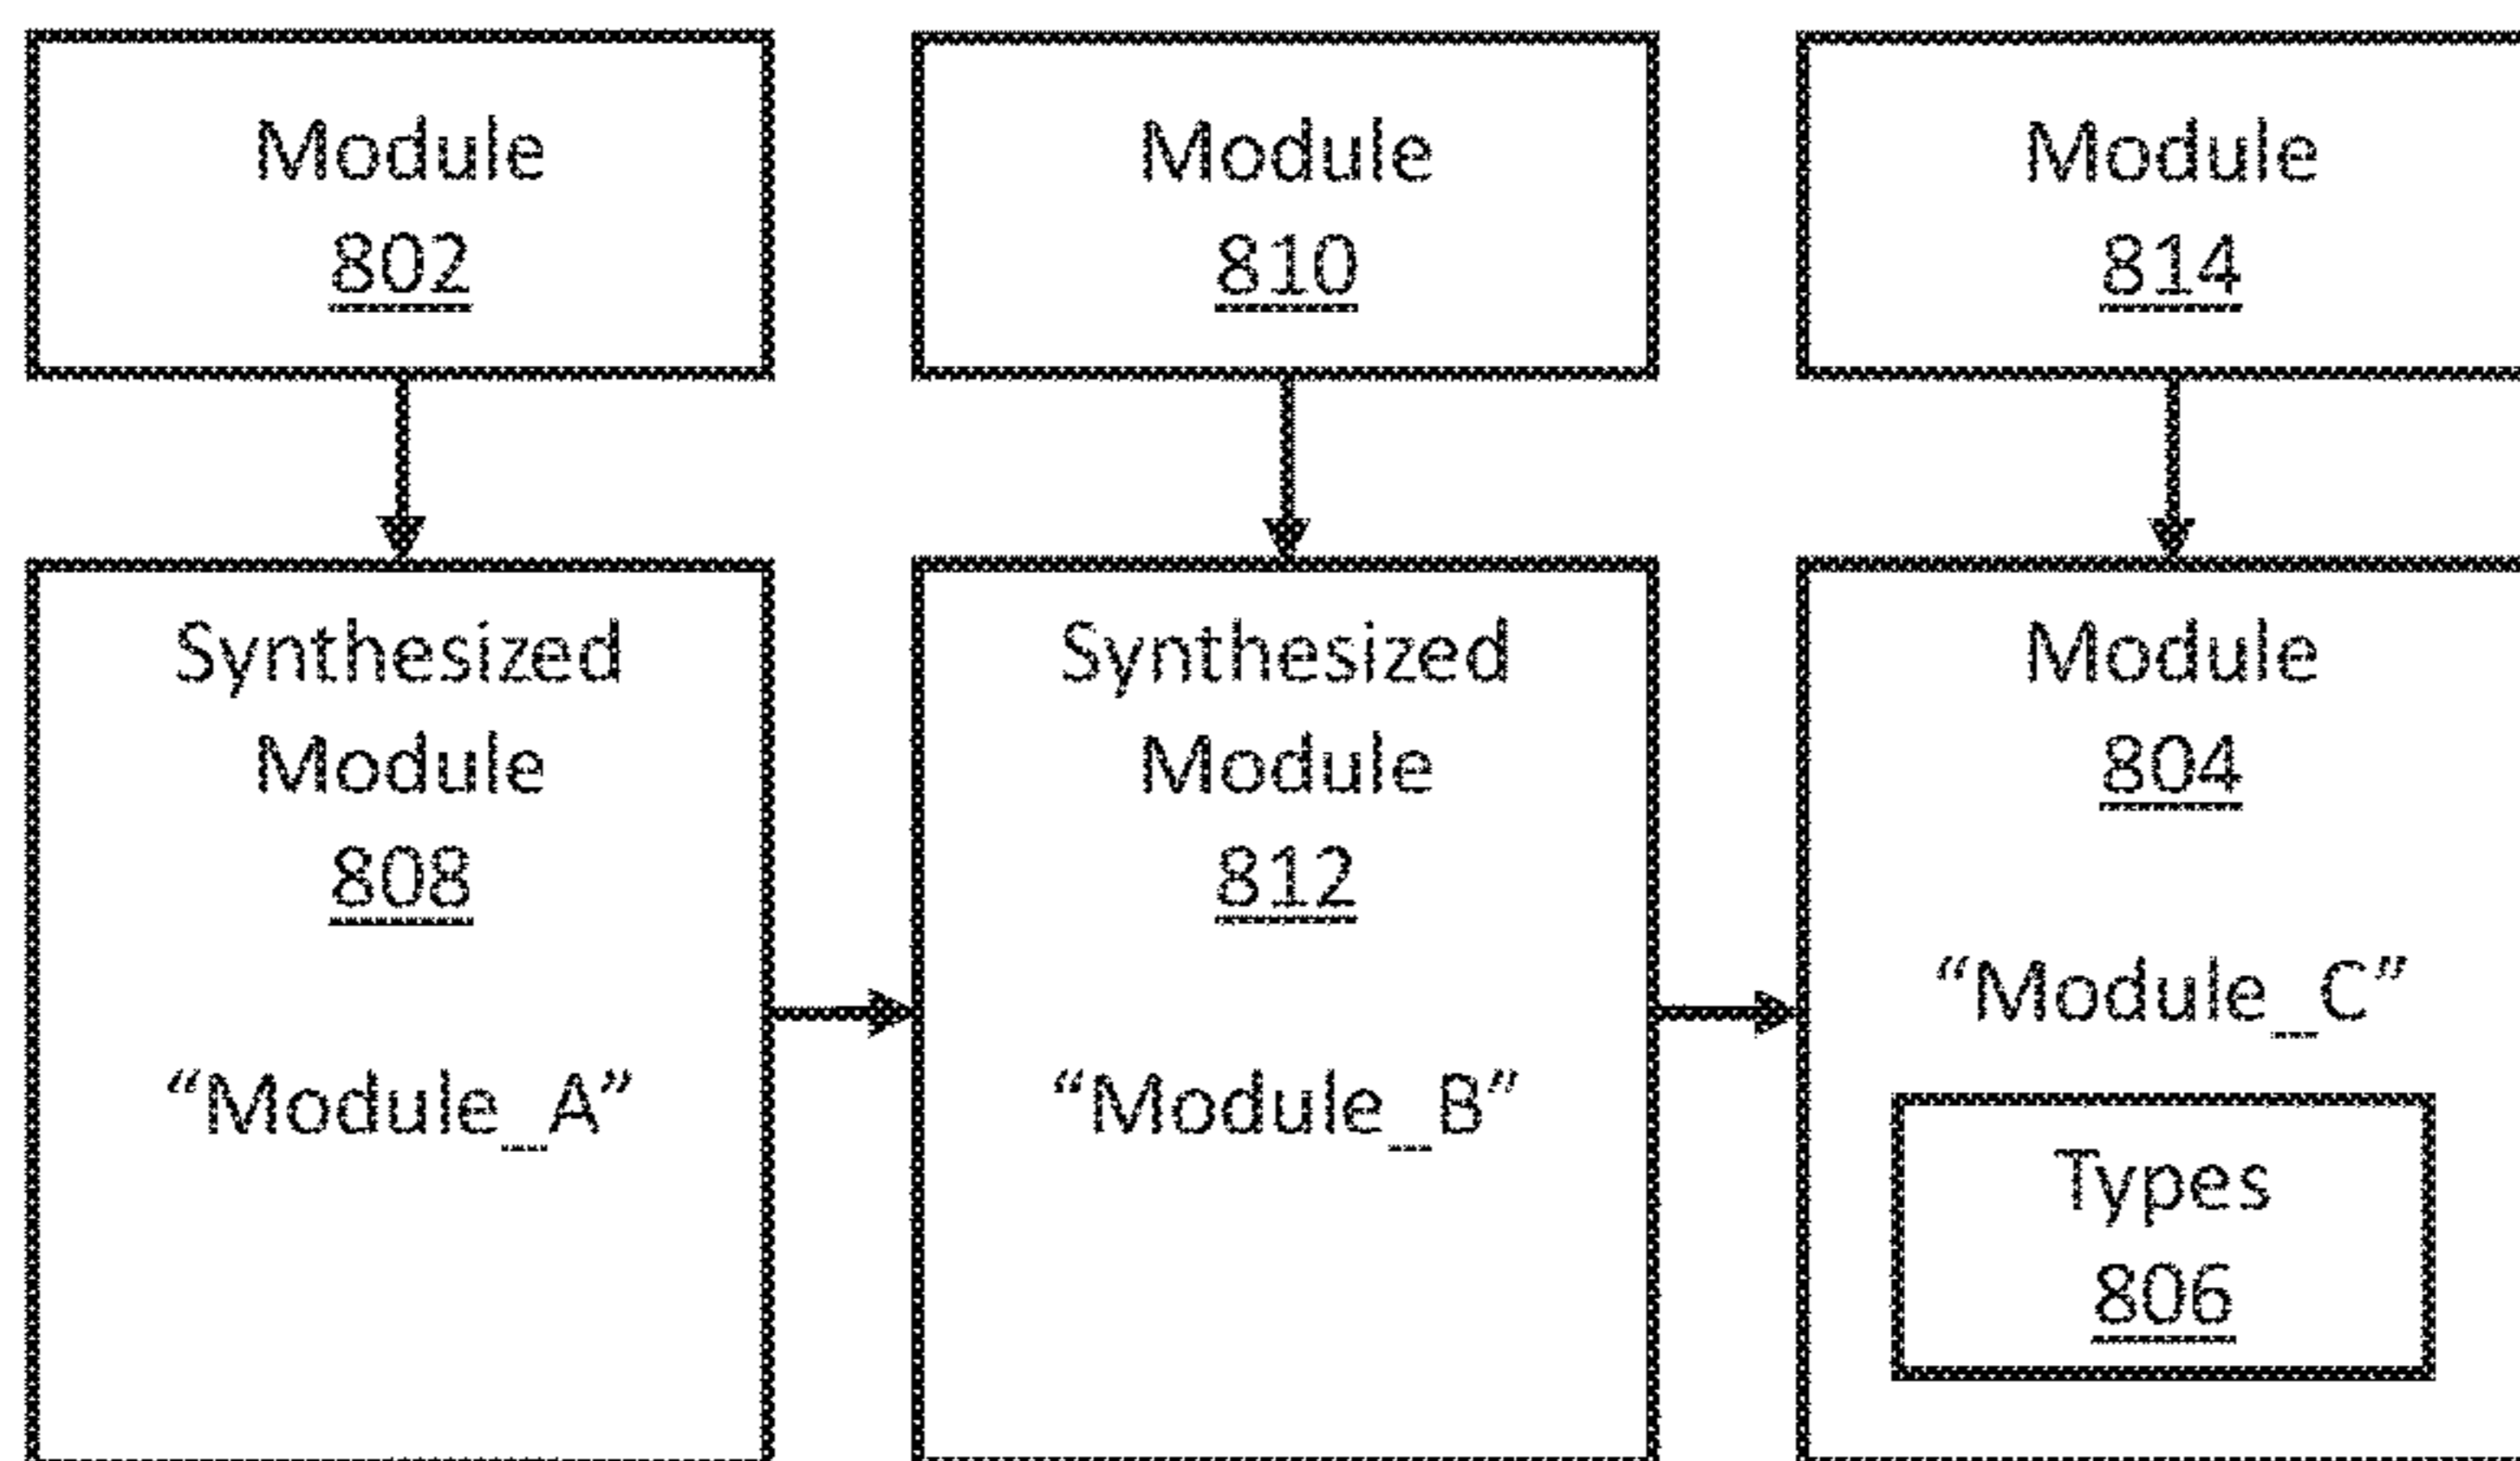 Module
802
Module
810
Module
814
Synthesized
Module
808
“Module_A”
Synthesized
Module
812
“Module_B”
Module
804
“Module_C”
Types
806